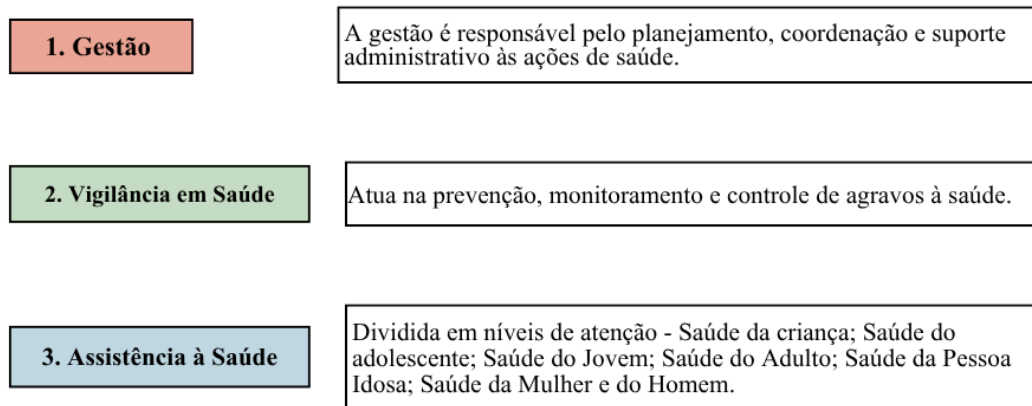 1. Gestão
A gestão é responsável pelo planejamento, coordenação e suporte
administrativo às ações de saúde.
2. Vigilância em Saúde
Atua na prevenção, monitoramento e controle de agravos à saúde.
3. Assistência à Saúde
Dividida em níveis de atenção - Saúde da criança; Saúde do
adolescente; Saúde do Jovem; Saúde do Adulto; Saúde da Pessoa
Idosa; Saúde da Mulher e do Homem.